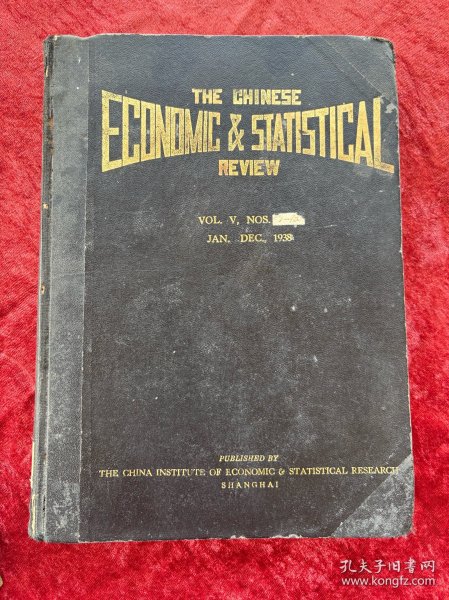 THE CHINESE
ECONOMIC & STATISTICAL
REVIEW
VOL. V, NOS.
JAN. DEC., 1938
PUBLISHED BY
THE CHINA INSTITUTE OF ECONOMIC & STATISTICAL RESEARCH
SHANGHAI
孔夫子旧书网
www.kongfz.com